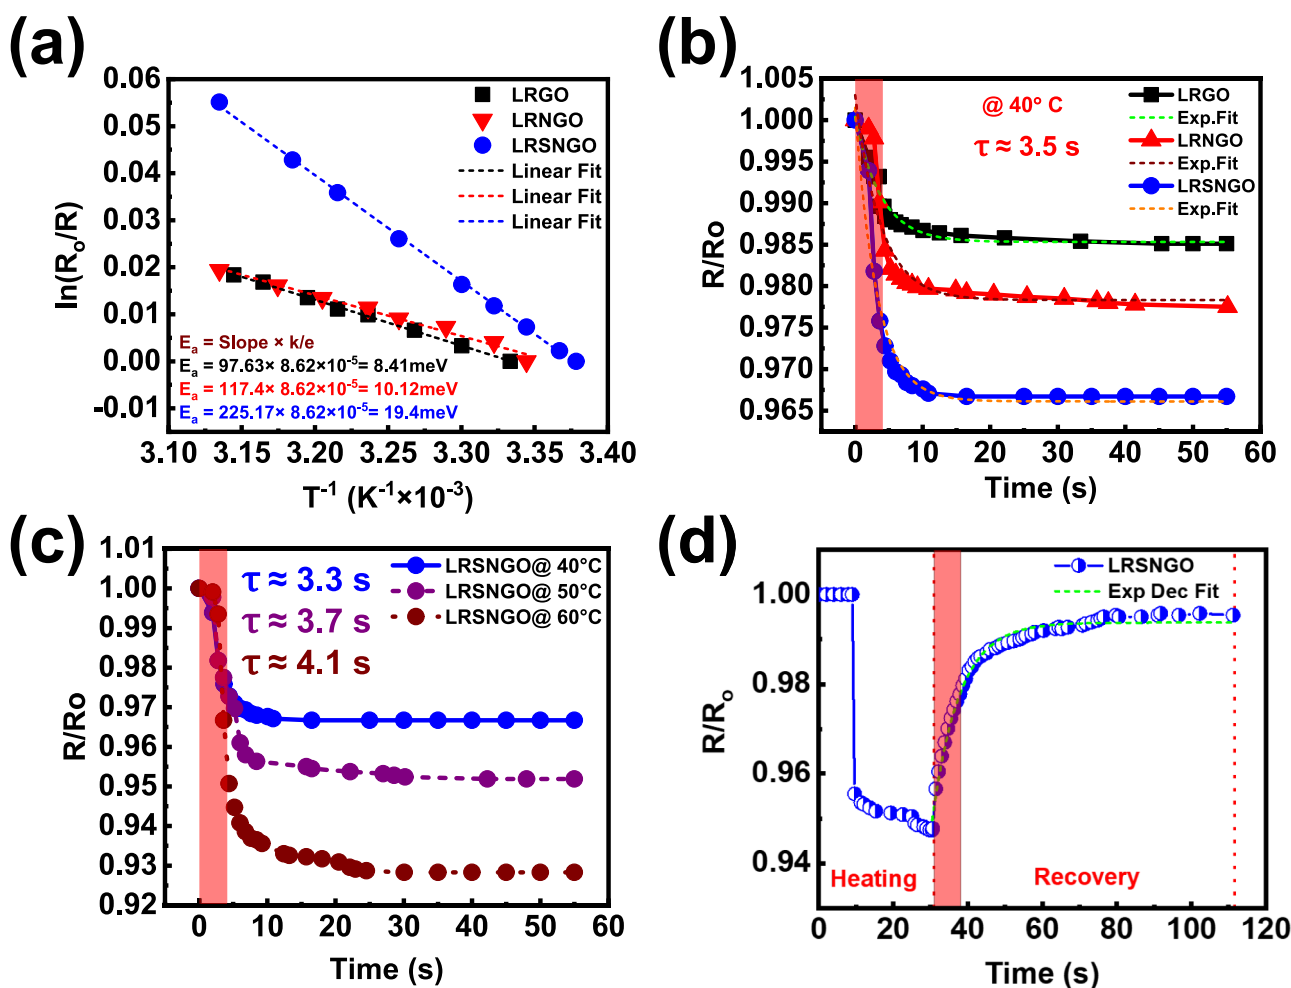 (a)
0.06
0.05
0.04
0.03
0.02
0.01
0.00
-0.01
ln(Ro/R)
LRGO
LRNGO
LRSNGO
Linear Fit
Linear Fit
Linear Fit
Ea = Slope × k/e
Ea = 97.63× 8.62×10-5= 8.41meV
Ea = 117.4× 8.62×10-5= 10.12meV
Ea = 225.17× 8.62×10-5= 19.4meV
3.10 3.15 3.20 3.25 3.30 3.35 3.40
T-1 (K-1×10-3)
(b)
1.005
1.000
0.995
0.990
0.985
0.980
0.975
0.970
0.965
R/Ro
@ 40° C
τ ≈ 3.5 s
LRGO
Exp.Fit
LRNGO
Exp.Fit
LRSNGO
Exp.Fit
0 10 20 30 40 50 60
Time (s)
(c)
1.01
1.00
0.99
0.98
0.97
0.96
0.95
0.94
0.93
0.92
R/Ro
τ ≈ 3.3 s
τ ≈ 3.7 s
τ ≈ 4.1 s
LRSNGO@ 40°C
LRSNGO@ 50°C
LRSNGO@ 60°C
0 10 20 30 40 50 60
Time (s)
(d)
1.00
0.98
0.96
0.94
R/Ro
LRSNGO
Exp Dec Fit
Heating
Recovery
0 20 40 60 80 100 120
Time (s)